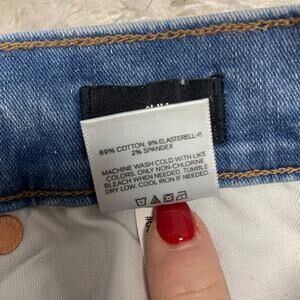 89% COTTON, 9% ELASTERELL-P,
2% SPANDEX
MACHINE WASH COLD WITH LIKE
COLORS. ONLY NON-CHLORINE
BLEACH WHEN NEEDED. TUMBLE
DRY LOW. COOL IRON IF NEEDED.